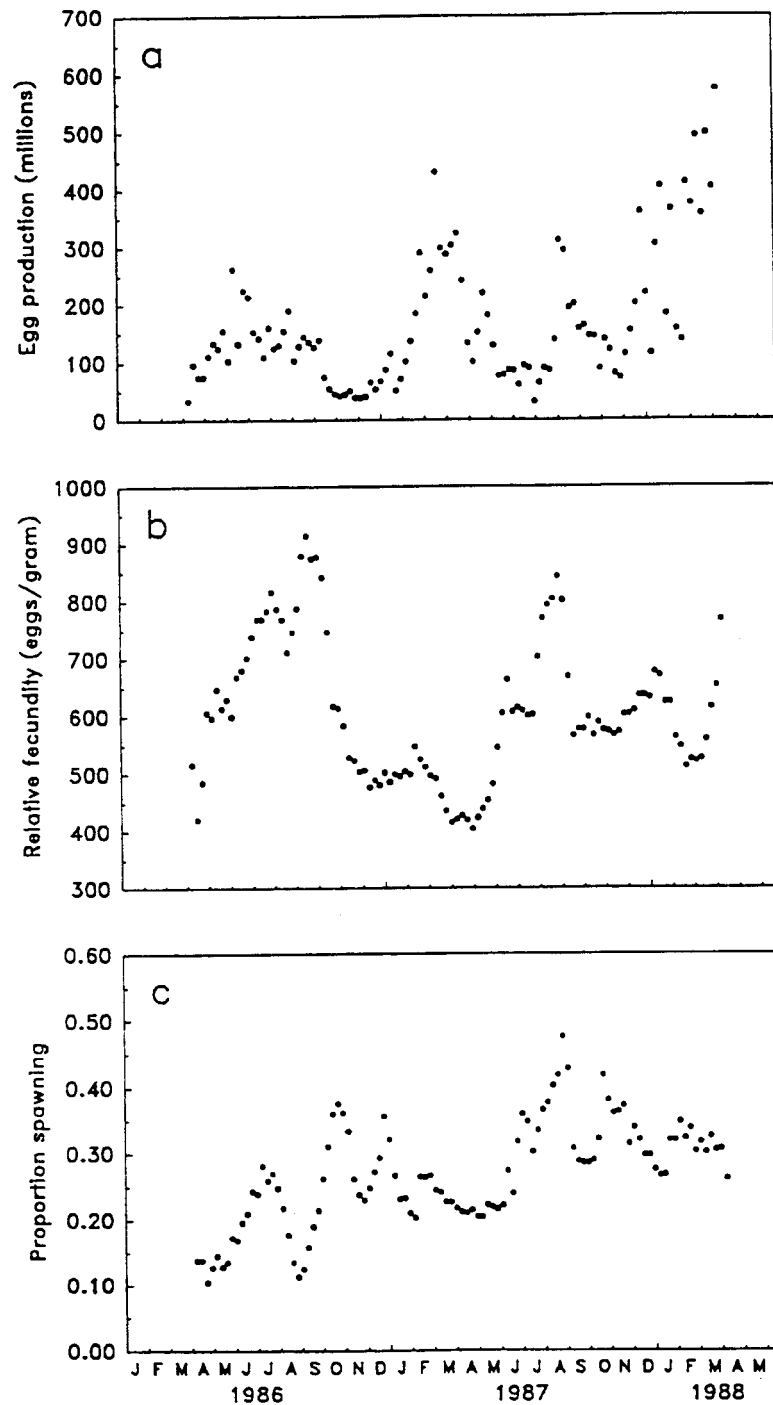 a
Egg production (millions)
700
600
500
400
300
200
100
0
b
Relative fecundity (eggs/gram)
1000
900
800
700
600
500
400
300
c
Proportion spawning
0.60
0.50
0.40
0.30
0.20
0.10
0.00
J F M A M J J A S O N D J F M A M J J A S O N D J F M A M
1986 1987 1988